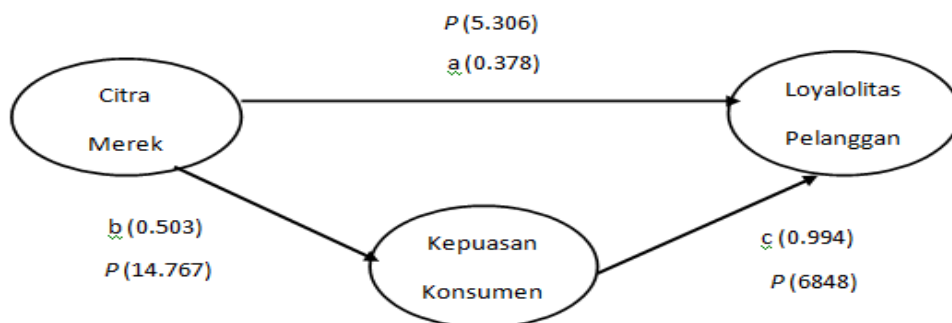 P (5.306)
a (0.378)
Citra
Merek
Loyalolitas
Pelanggan
b (0.503)
P (14.767)
Kepuasan
Konsumen
c (0.994)
P (6848)